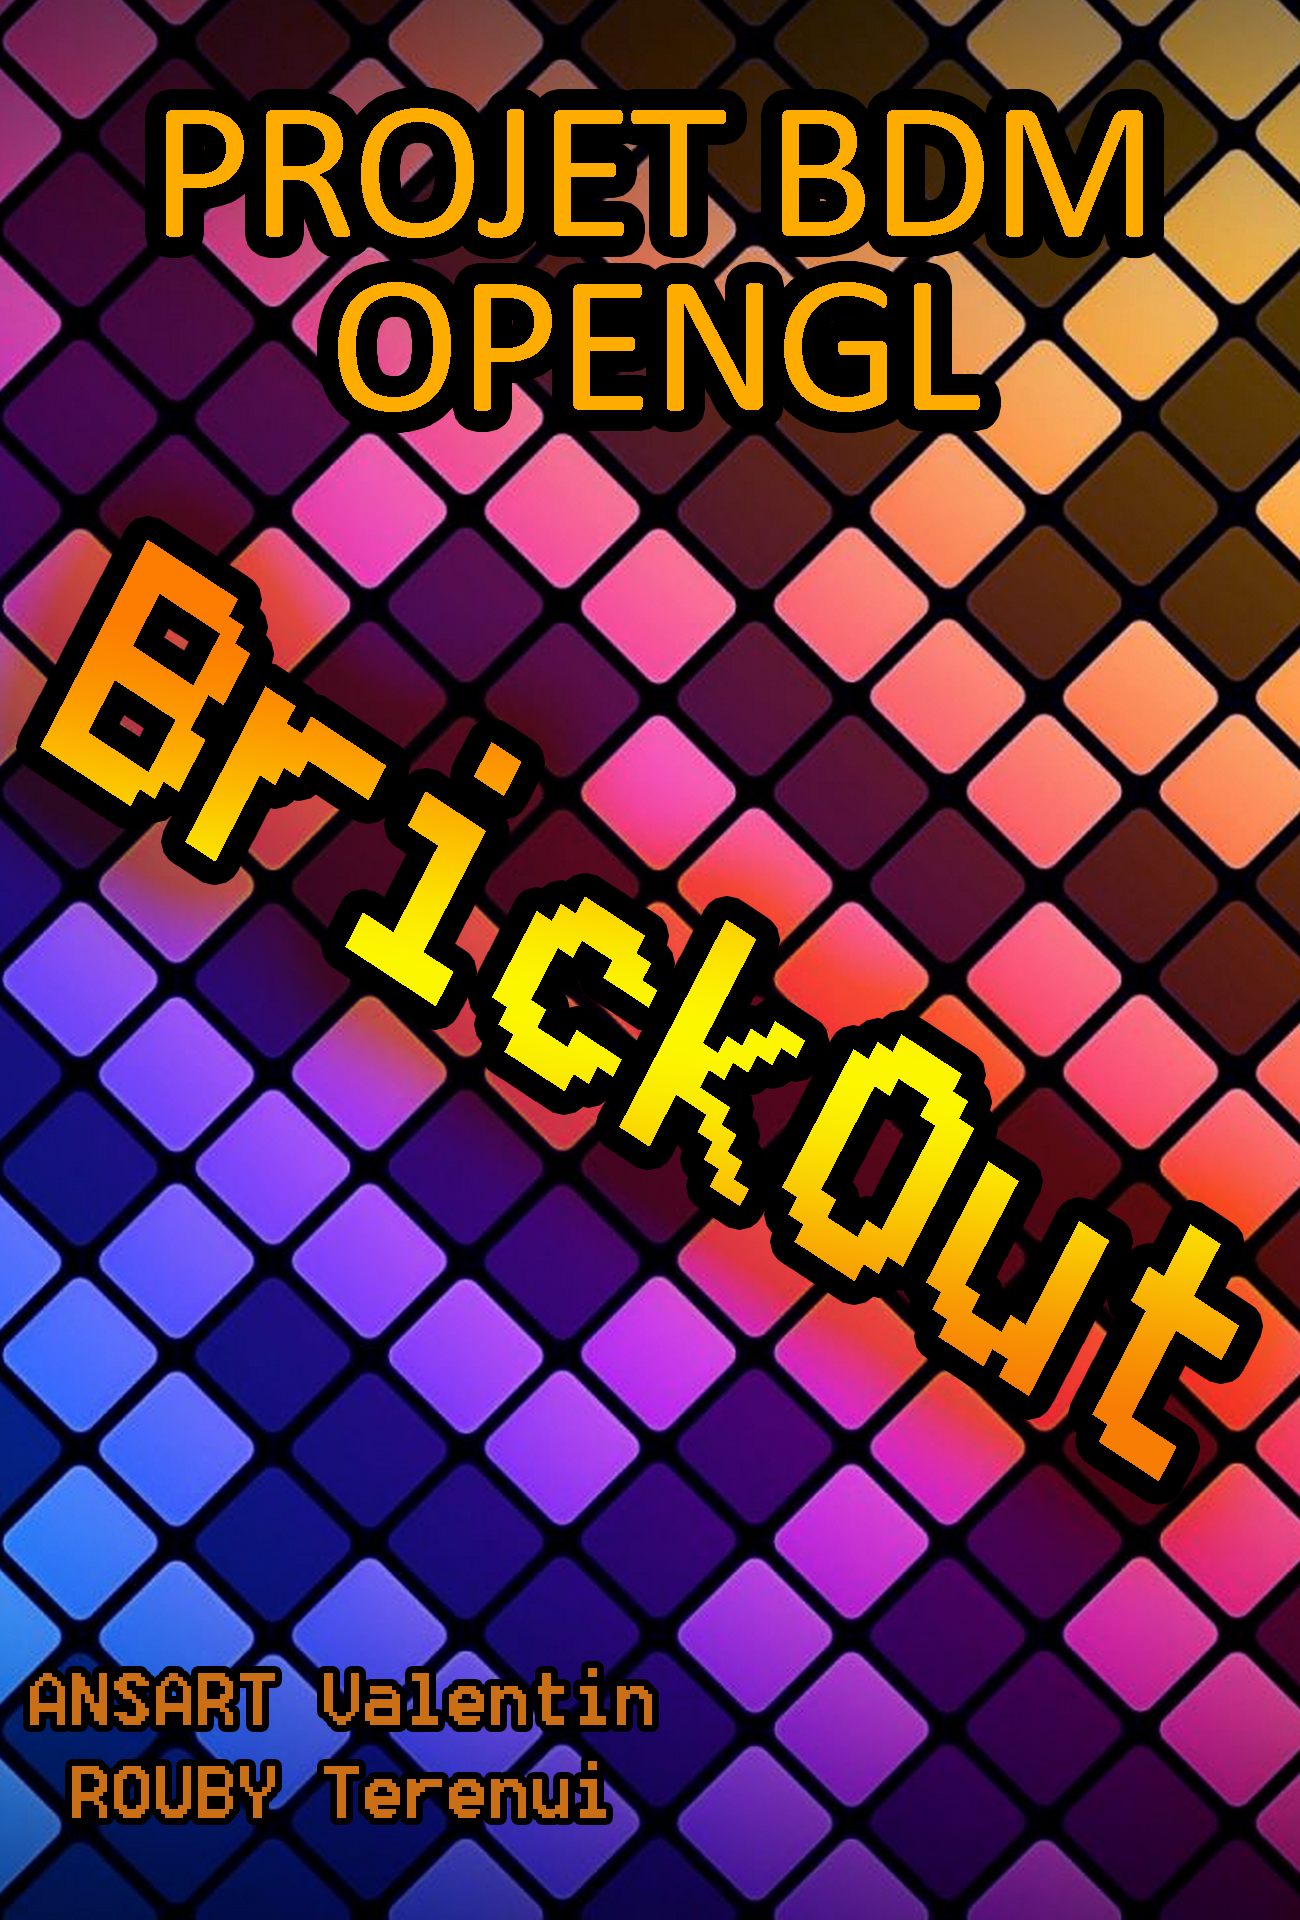 PROJET BDM
OPENGL
BrickOut
ANSART Valentin
ROUBY Terenui